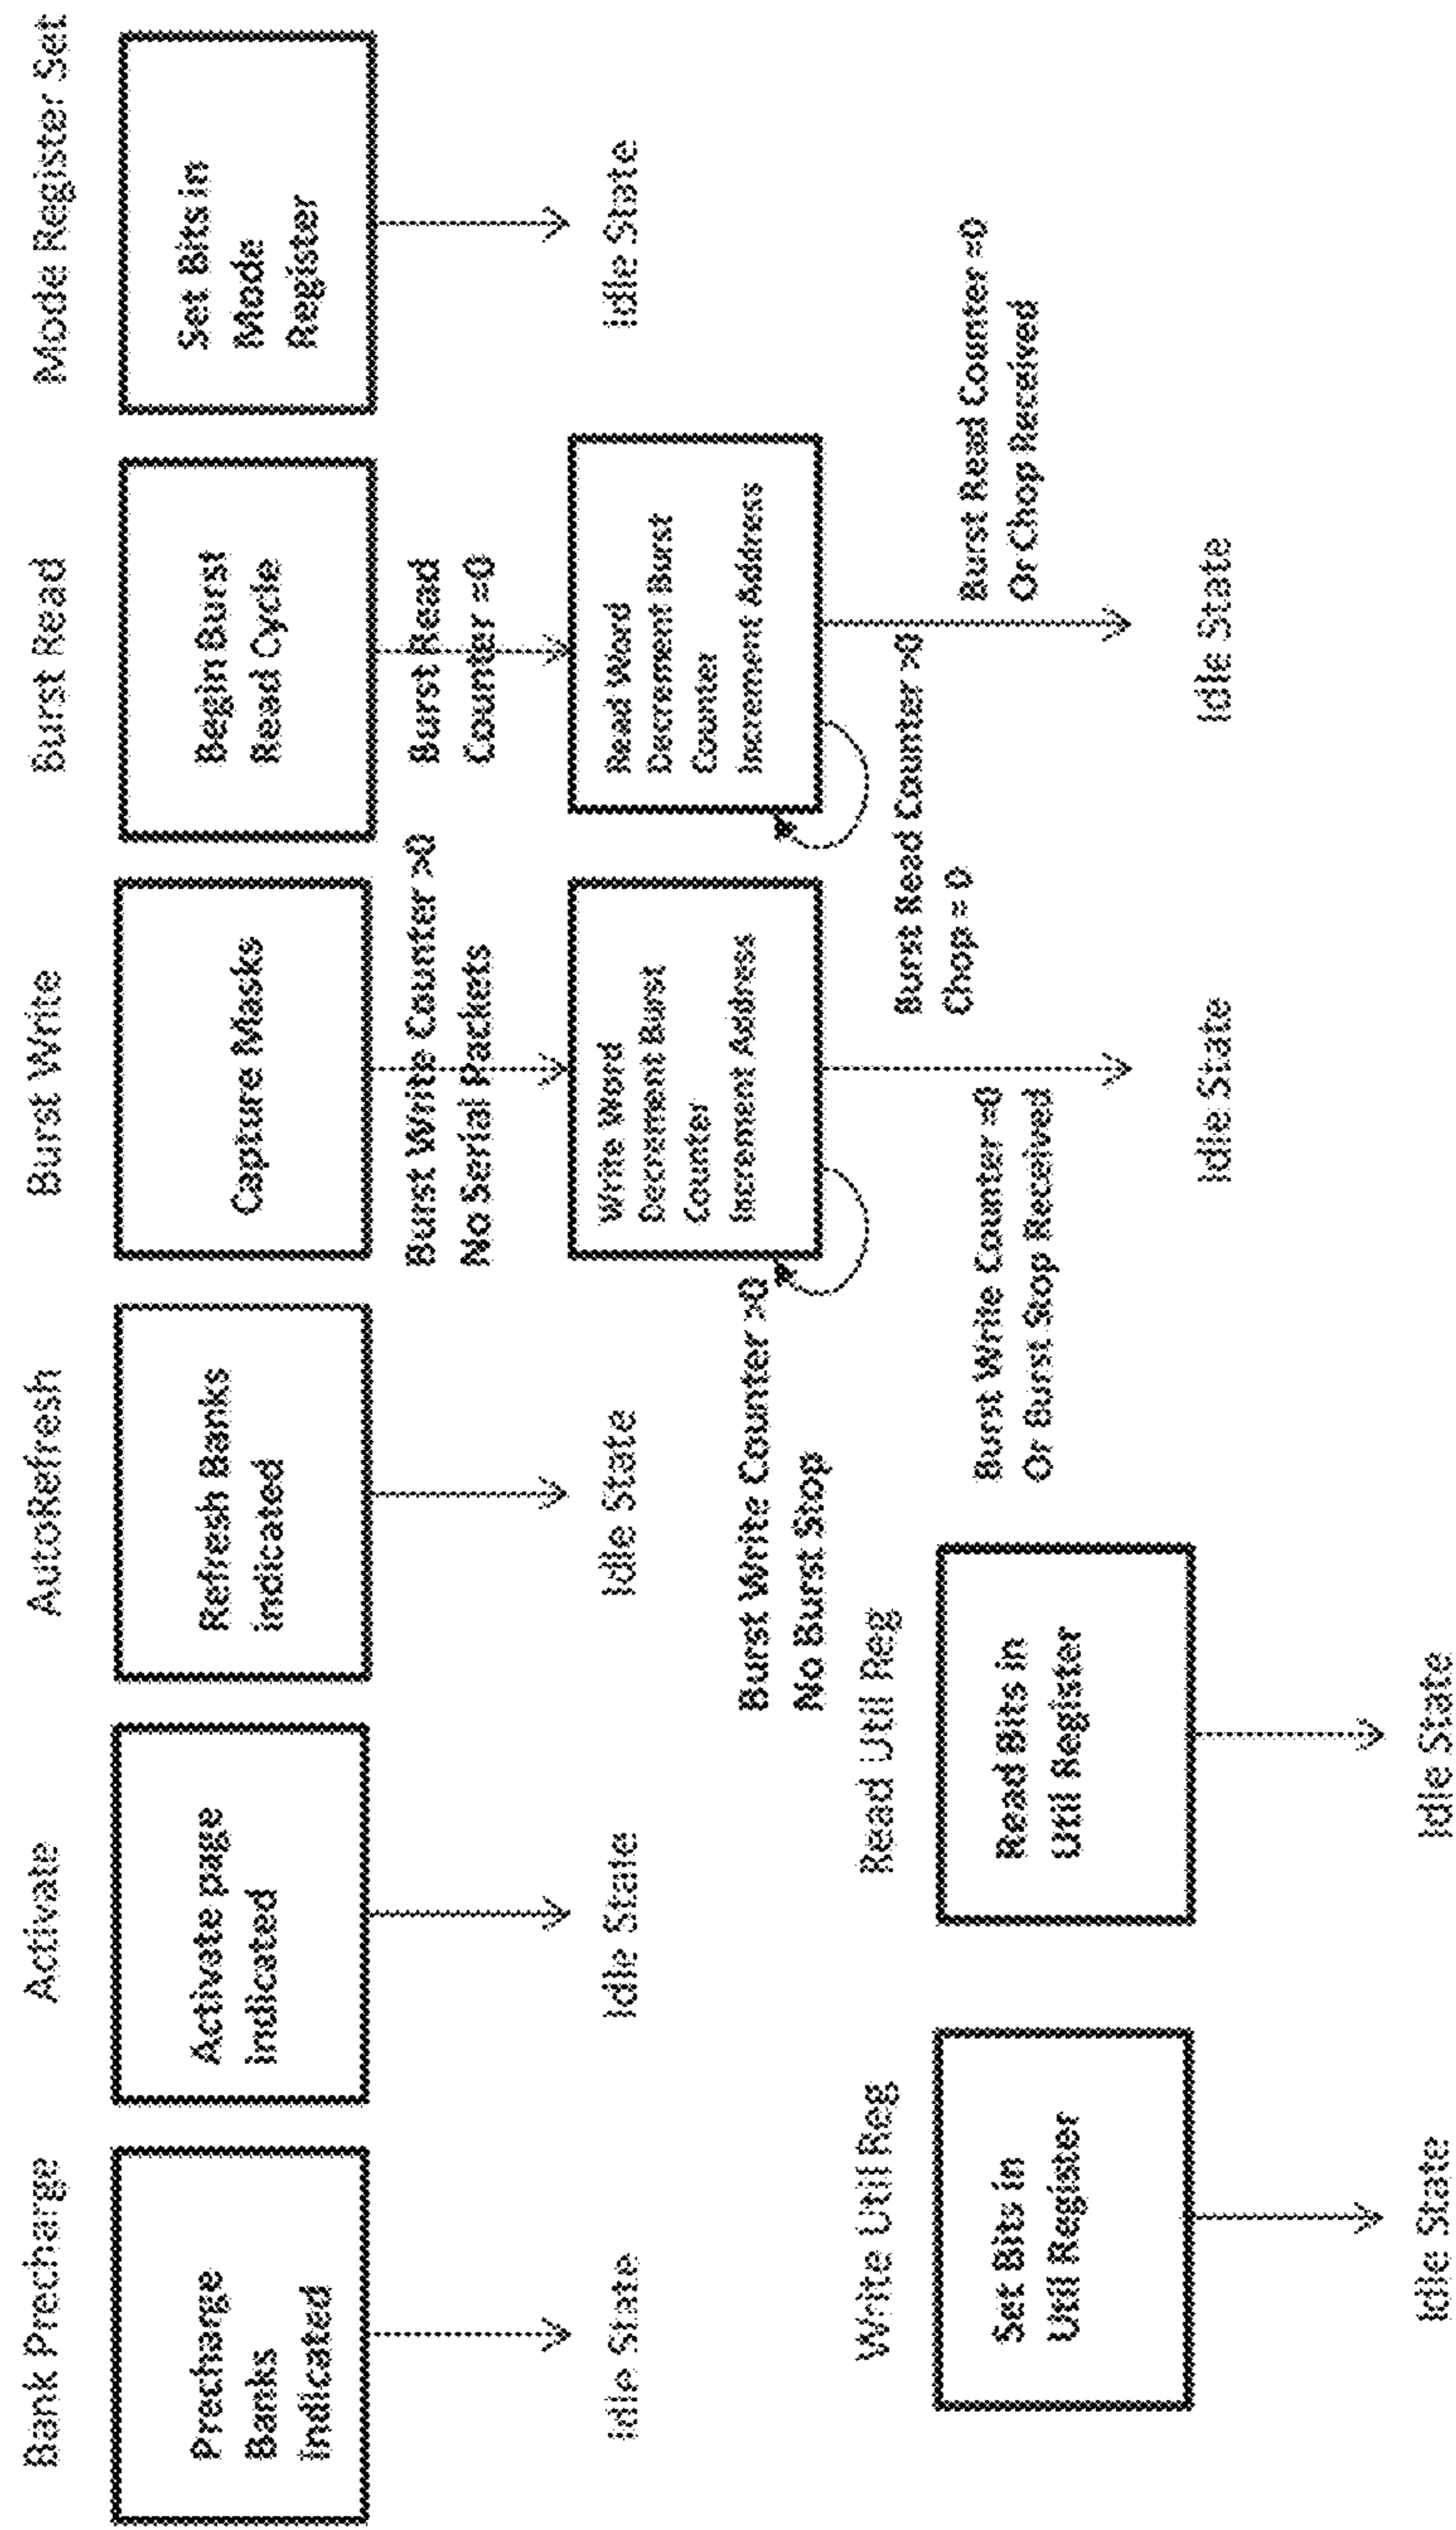 Bank Precharge
Activate
AutoRefresh
Burst Write
Burst Read
Mode Register Set
Precharge
Banks
Indicated
Activate page
indicated
Refresh Banks
indicated
Capture Masks
Begin Burst
Read Cycle
Set Bits in
Mode
Register
Burst Write Counter >0
No Serial Packets
Burst Read
Counter =0
Idle State
Idle State
Idle State
Write Word
Decrement Burst
Counter
Increment Address
Read Word
Decrement Burst
Counter
Increment Address
Idle State
Burst Write Counter >0
No Burst Stop
Burst Read Counter >0
Chop = 0
Burst Write Counter =0
Or Burst Stop Received
Burst Read Counter =0
Or Chop Received
Idle State
Idle State
Write Util Reg
Read Util Reg
Set Bits in
Util Register
Read Bits in
Util Register
Idle State
Idle State